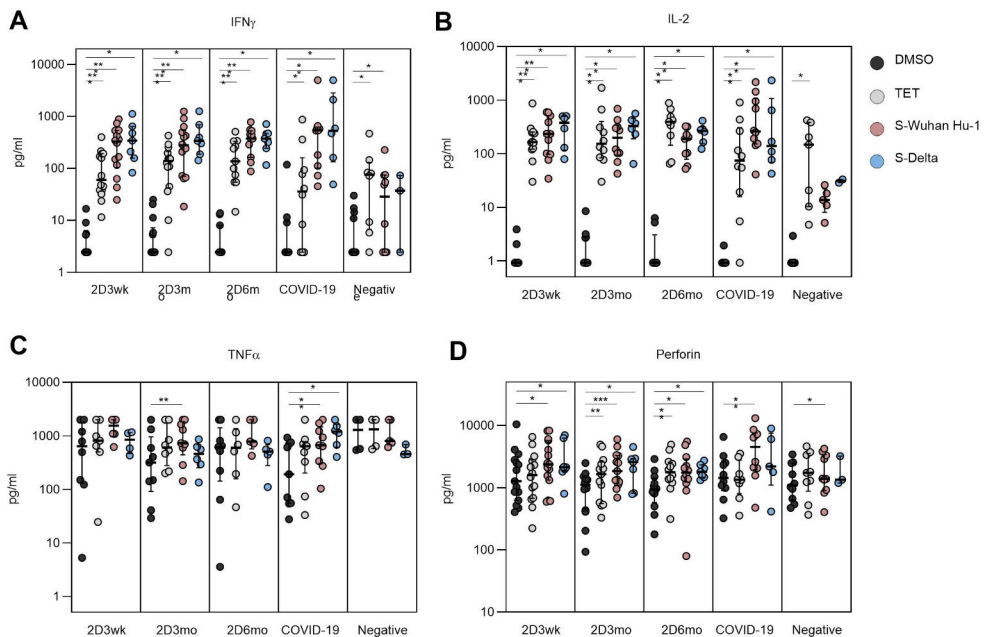 A
IFNγ
pg/ml
10000
1000
100
10
1
2D3wk
2D3m
o
2D6m
o
COVID-19
Negativ
e
B
IL-2
pg/ml
10000
1000
100
10
1
2D3wk
2D3mo
2D6mo
COVID-19
Negative
DMSO
TET
S-Wuhan Hu-1
S-Delta
C
TNFα
pg/ml
10000
1000
100
10
1
2D3wk
2D3mo
2D6mo
COVID-19
Negative
D
Perforin
pg/ml
10000
1000
1000
10
2D3wk
2D3mo
2D6mo
COVID-19
Negative